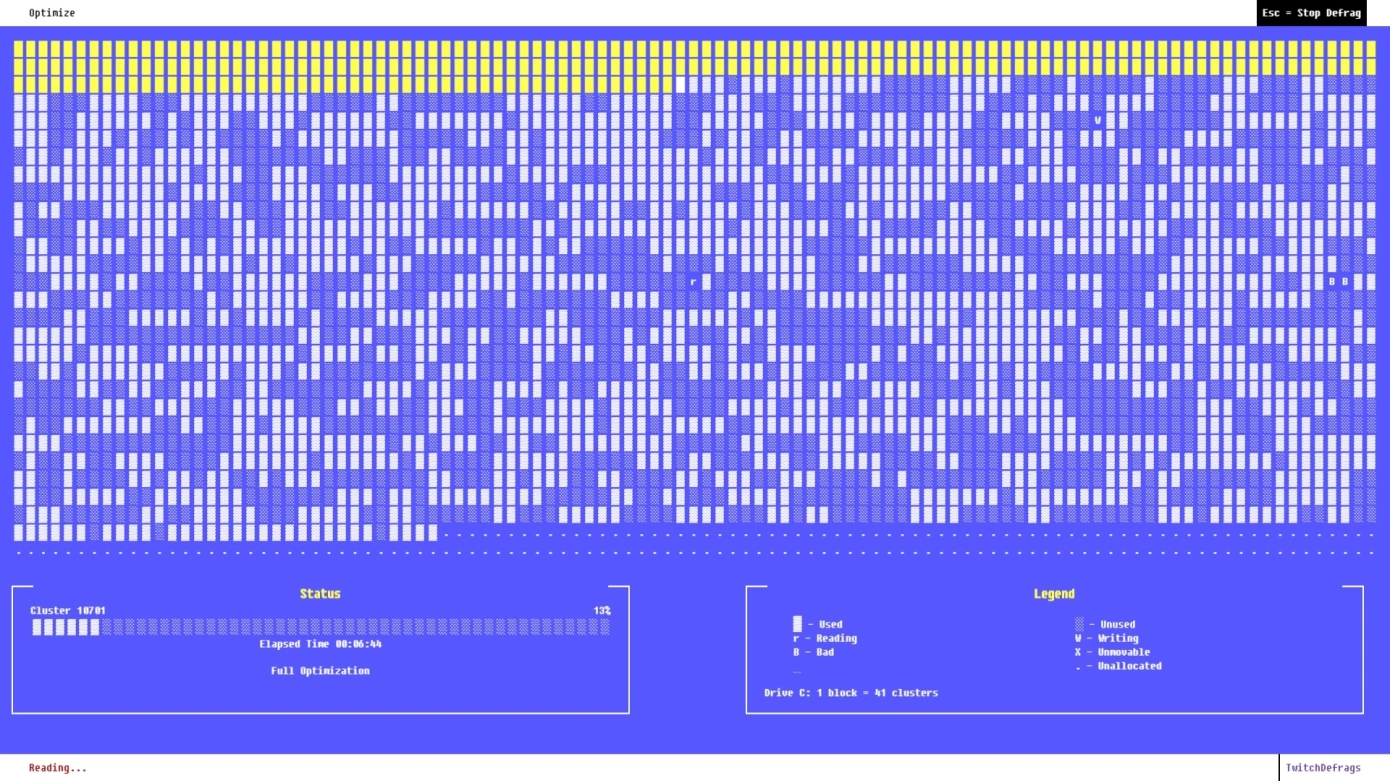 Optimize
Esc = Stop Defrag
W
r
B B
Status
Cluster 10701
13%
Elapsed Time 00:06:44
Full Optimization
Legend
- Used
- Unused
r - Reading
W - Writing
B - Bad
X - Unmovable
. - Unallocated
...
Drive C: 1 block = 41 clusters
Reading...
TwitchDefrags